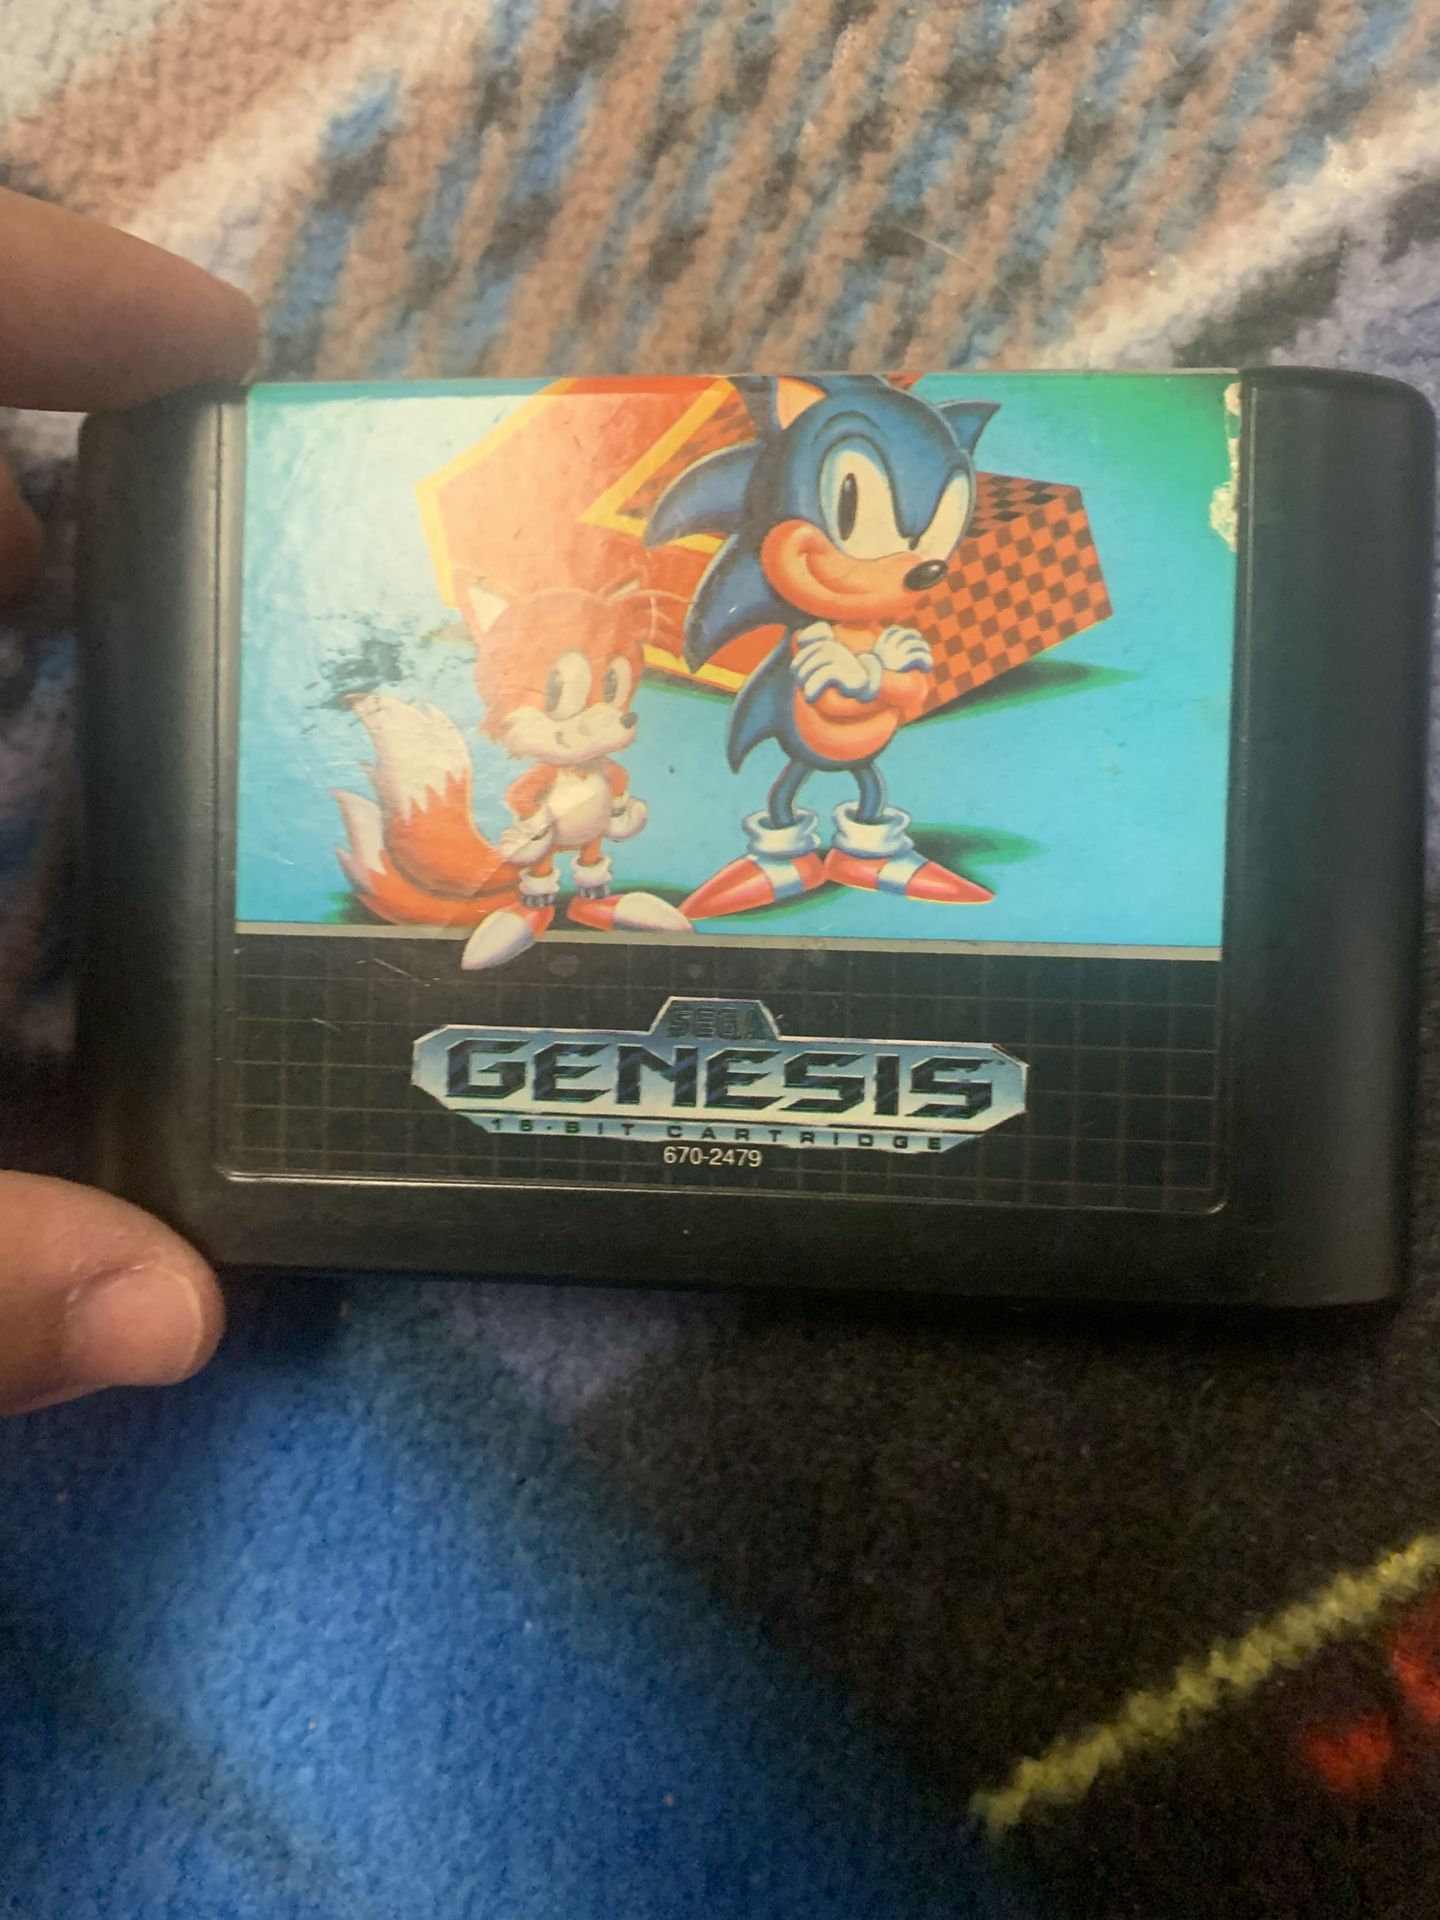 SEGA
GENESIS
16-BIT CARTRIDGE
670-2479